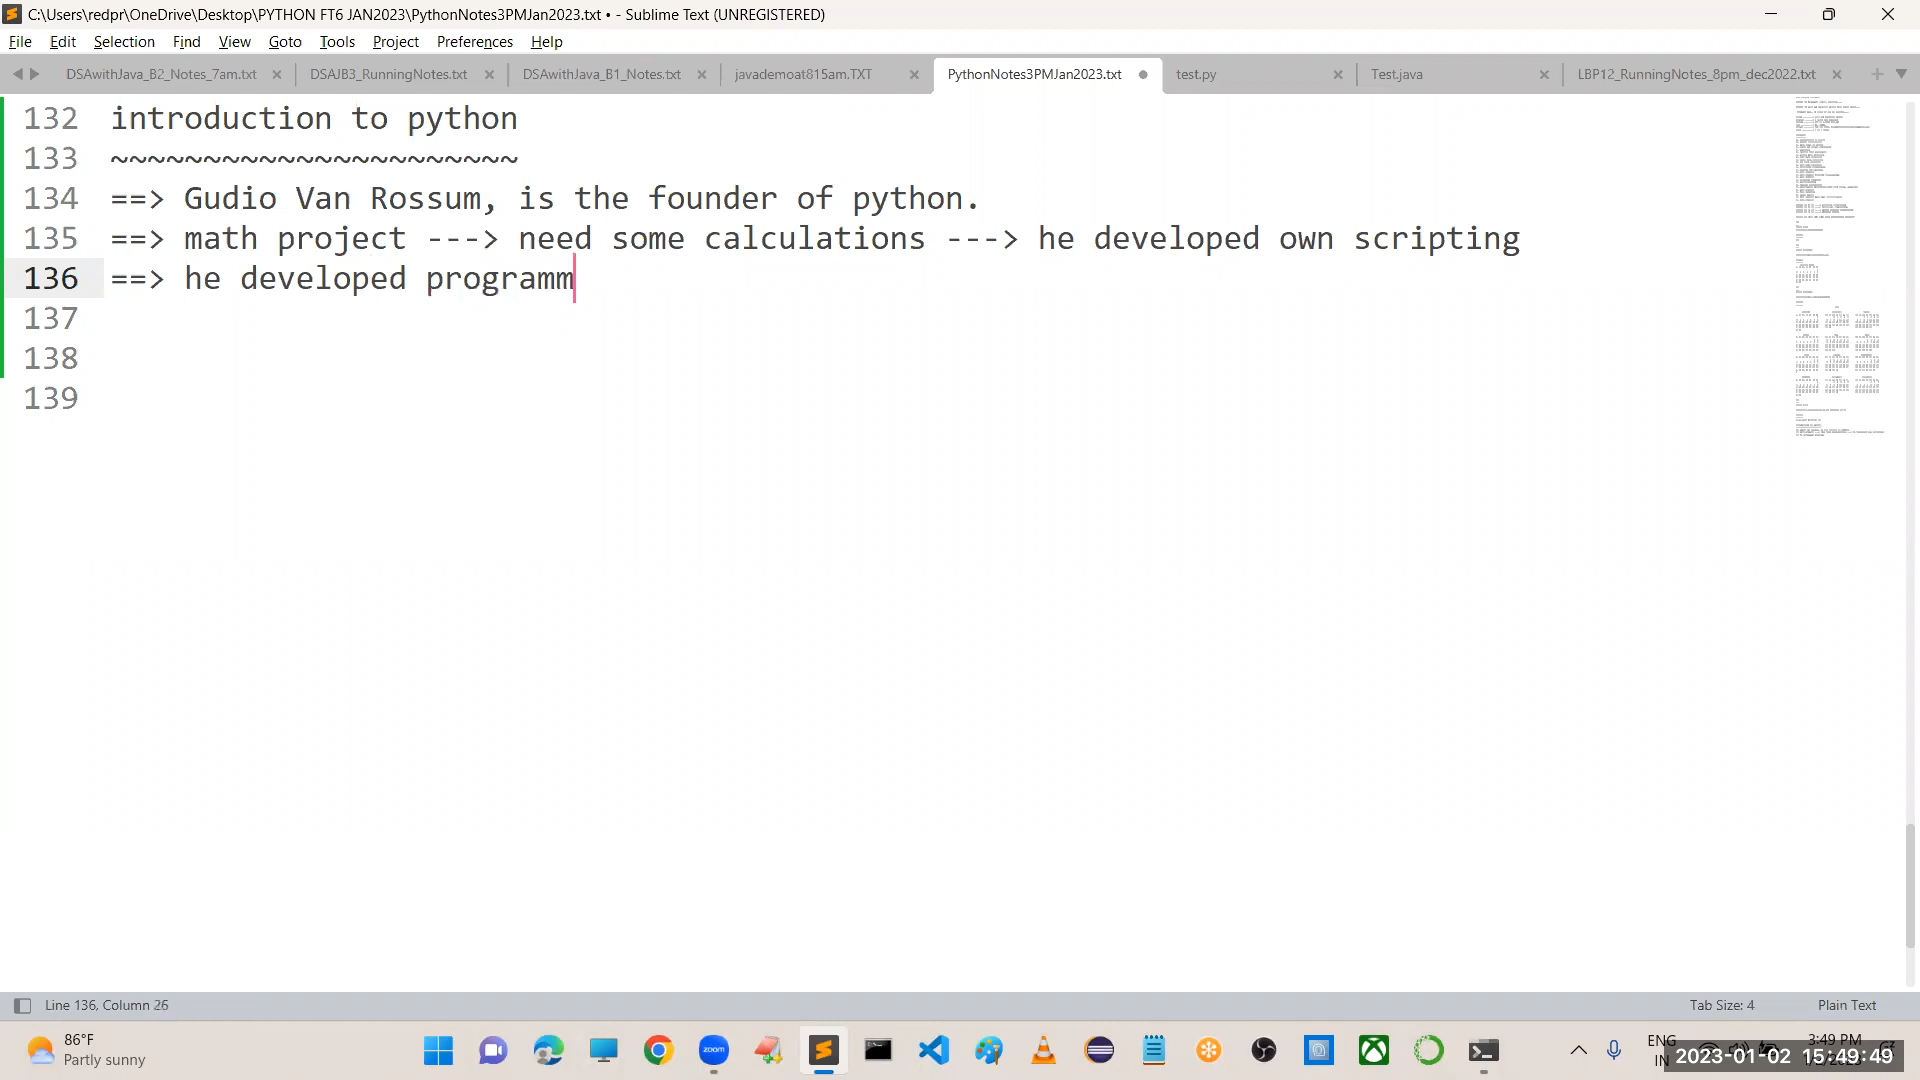 C:\Users\redpr\OneDrive\Desktop\PYTHON FT6 JAN2023\PythonNotes3PMJan2023.txt • - Sublime Text (UNREGISTERED)
File Edit Selection Find View Goto Tools Project Preferences Help
DSAwithJava_B2_Notes_7am.txt DSAJB3_RunningNotes.txt DSAwithJava_B1_Notes.txt javademoat815am.TXT PythonNotes3PMJan2023.txt test.py Test.java LBP12_RunningNotes_8pm_dec2022.txt
132 introduction to python
133 ~~~~~~~~~~~~~~~~~~~~~~
134 ==> Gudio Van Rossum, is the founder of python.
135 ==> math project ---> need some calculations ---> he developed own scripting
136 ==> he developed programm
137
138
139
Line 136, Column 26 Tab Size: 4 Plain Text
86°F
Partly sunny
zoom
ENG
IN
3:49 PM
2023-01-02 15:49:49